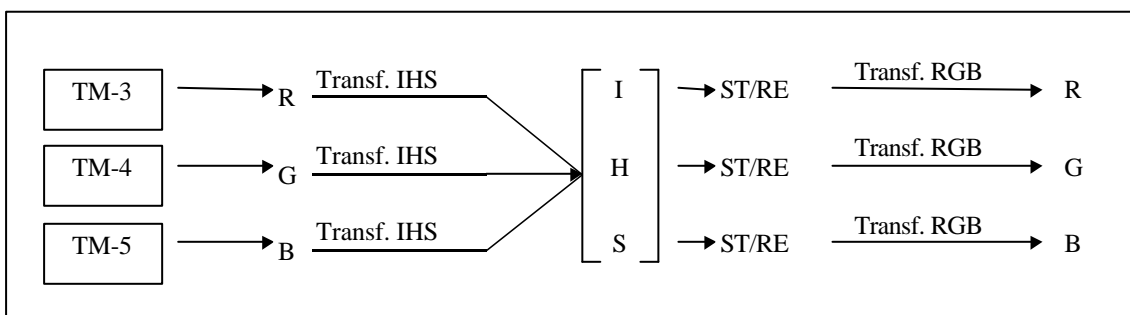 TM-3 R Transf. IHS I ST/RE Transf. RGB R
TM-4 G Transf. IHS H ST/RE Transf. RGB G
TM-5 B Transf. IHS S ST/RE Transf. RGB B